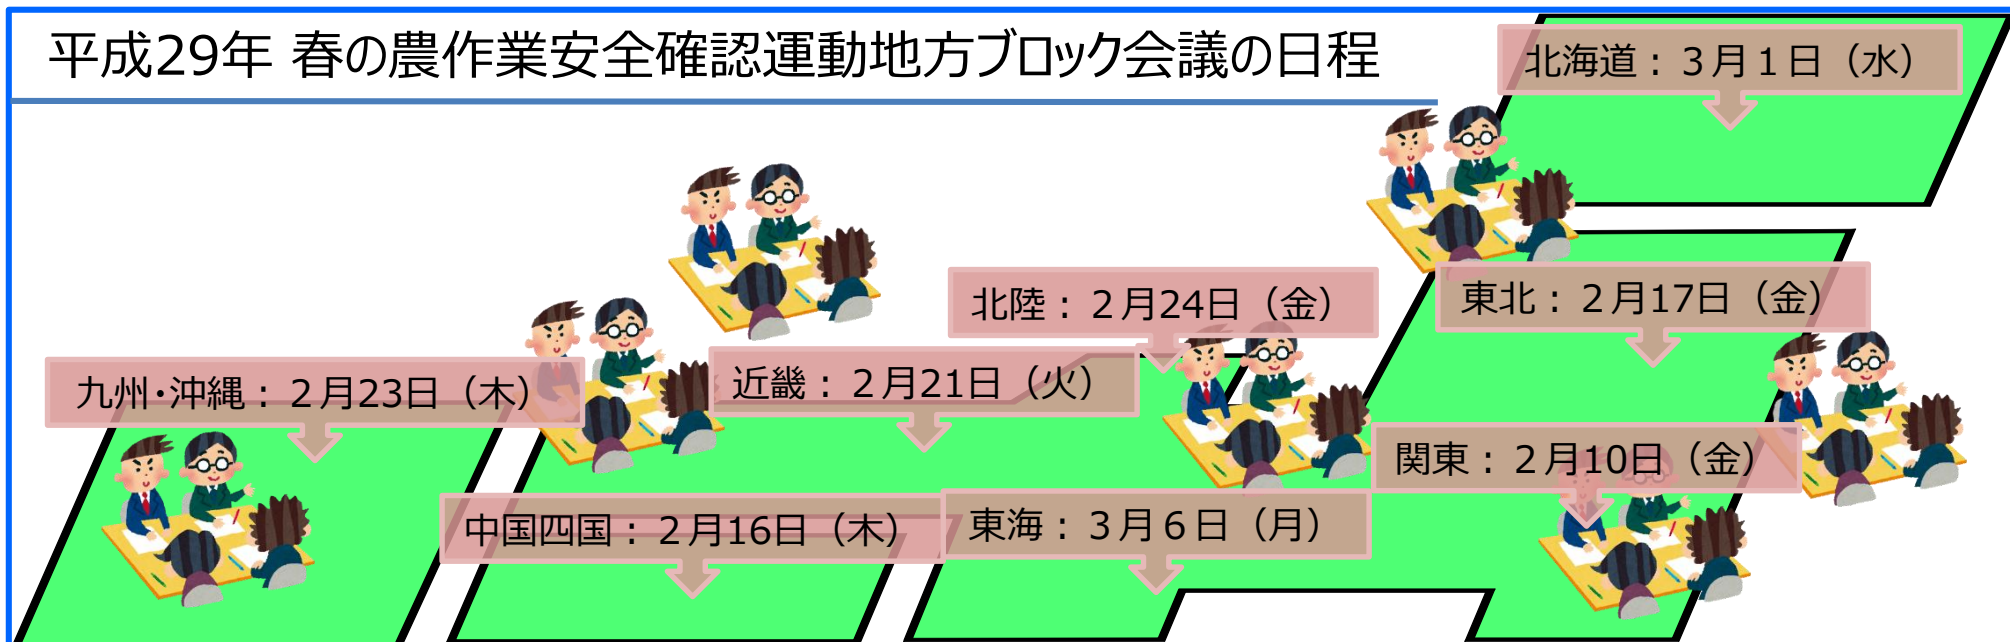 平成29年 春の農作業安全確認運動地方ブロック会議の日程
北海道：３月１日（水）
東北：２月17日（金）
北陸：２月24日（金）
近畿：２月21日（火）
九州・沖縄：２月23日（木）
関東：２月10日（金）
東海：３月６日（月）
中国四国：２月16日（木）